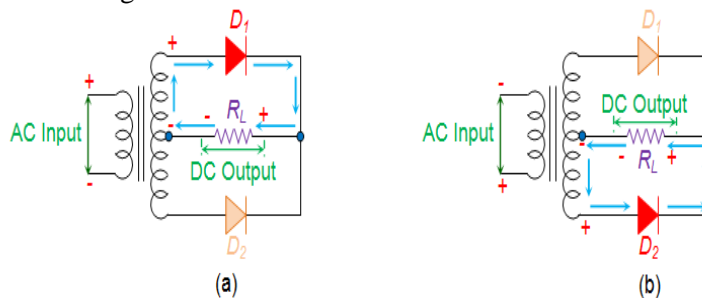 D1
+
+
AC Input
-
+
-
-
RL
+
DC Output
D2
(a)
D1
-
AC Input
+
DC Output
-
-
RL
+
+
D2
(b)